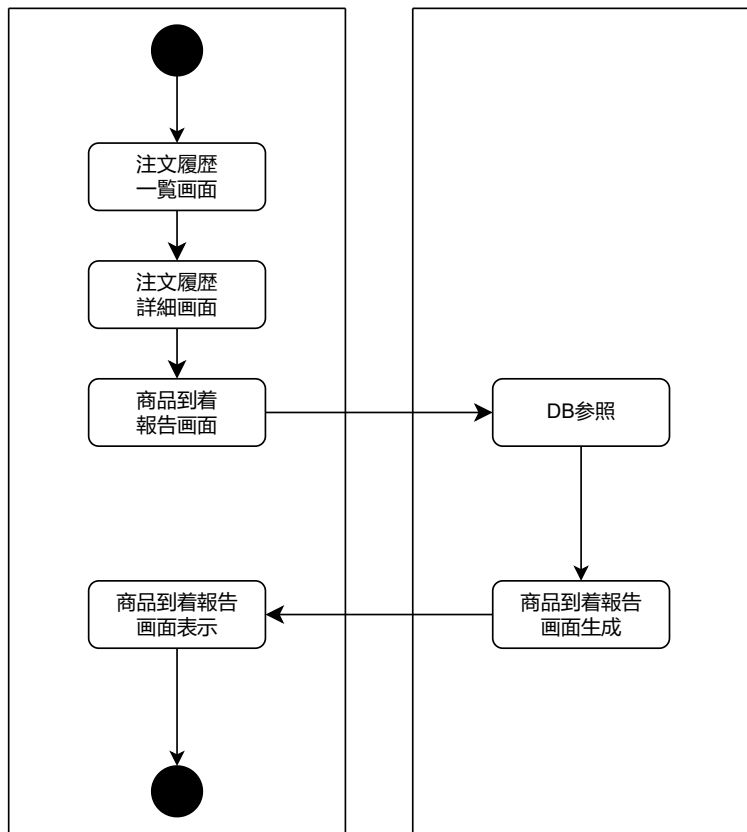 注文履歴
一覧画面
注文履歴
詳細画面
商品到着
報告画面
DB参照
商品到着報告
画面表示
商品到着報告
画面生成